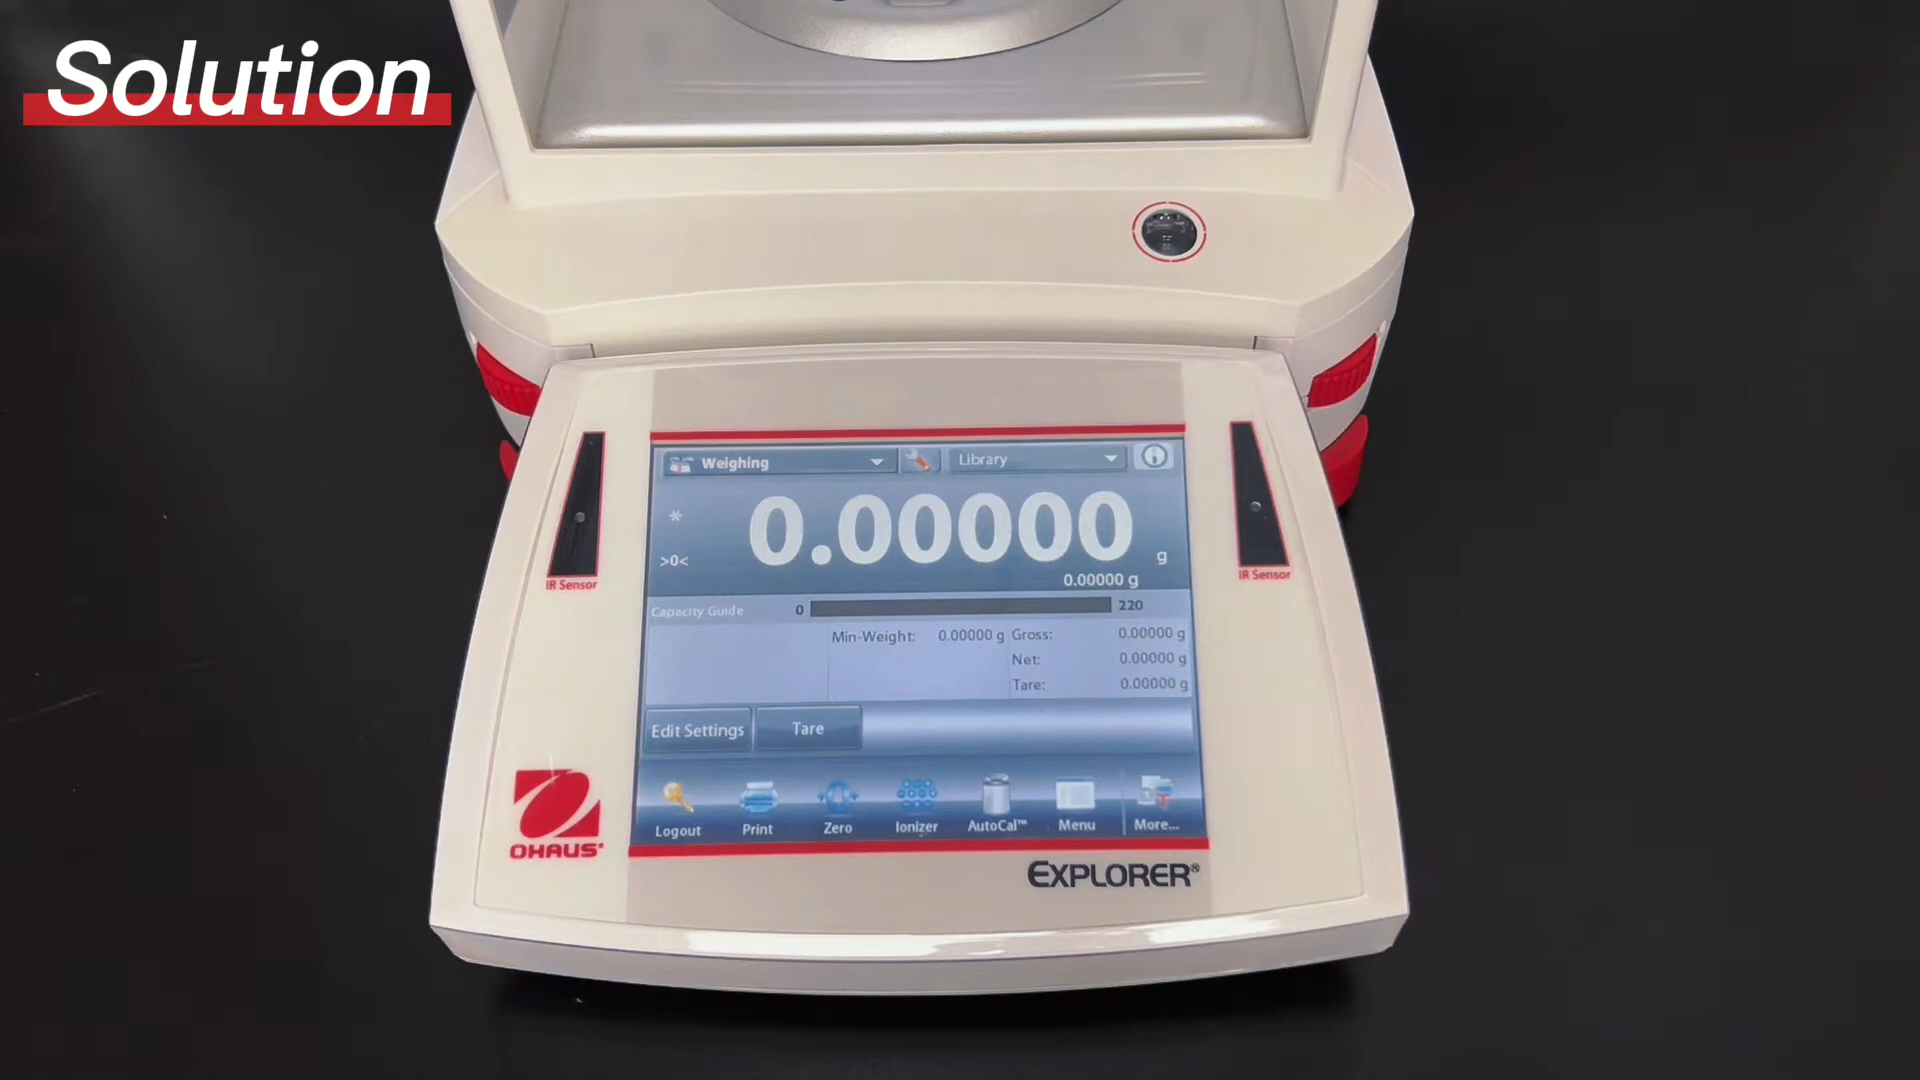 Solution
Weighing
Library
*
0.00000 g
>0<
0.00000 g
IR Sensor
IR Sensor
Capacity Guide 0 220
Min-Weight: 0.00000 g Gross: 0.00000 g
Net: 0.00000 g
Tare: 0.00000 g
Edit Settings Tare
Logout Print Zero Ionizer AutoCal™ Menu More...
OHAUS®
EXPLORER®